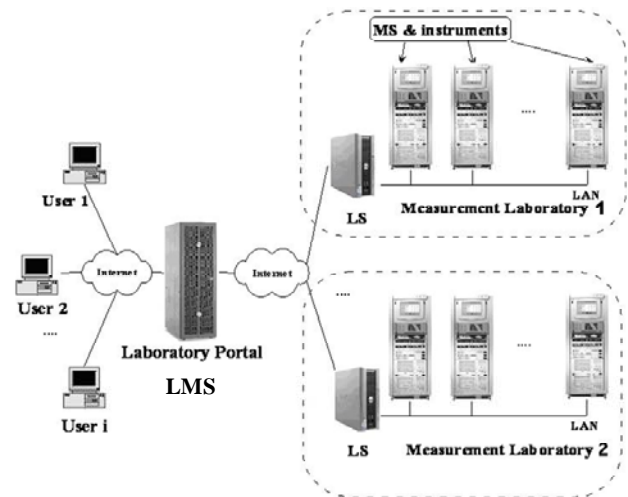 MS & instruments
....
User 1
LAN
LS
Measurement Laboratory 1
Internet
Internet
User 2
....
....
....
Laboratory Portal
LMS
User i
LAN
LS
Measurement Laboratory 2